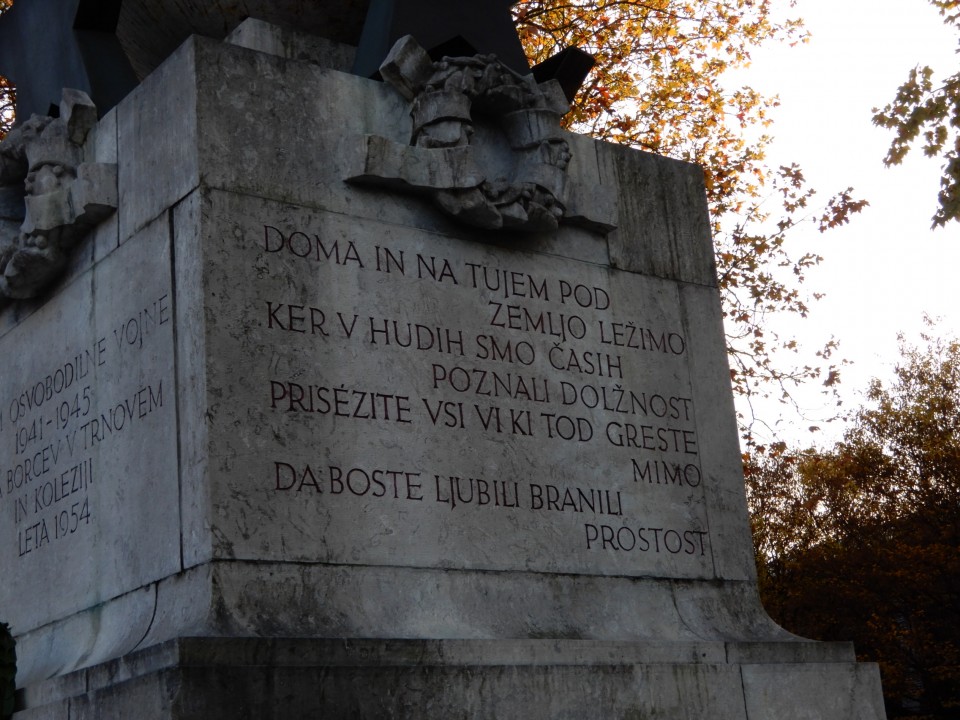 OSVOBODILNE VOJNE
1941-1945
BORCEV V TRNOVEM
IN KOLEZIJI
LETA 1954
DOMA IN NA TUJEM POD
ZEMLJO LEŽIMO
KER V HUDIH SMO ČASIH
POZNALI DOLŽNOST
PRISÉZITE VSI VI KI TOD GRESTE
MIMO
DA BOSTE LJUBILI BRANILI
PROSTOST